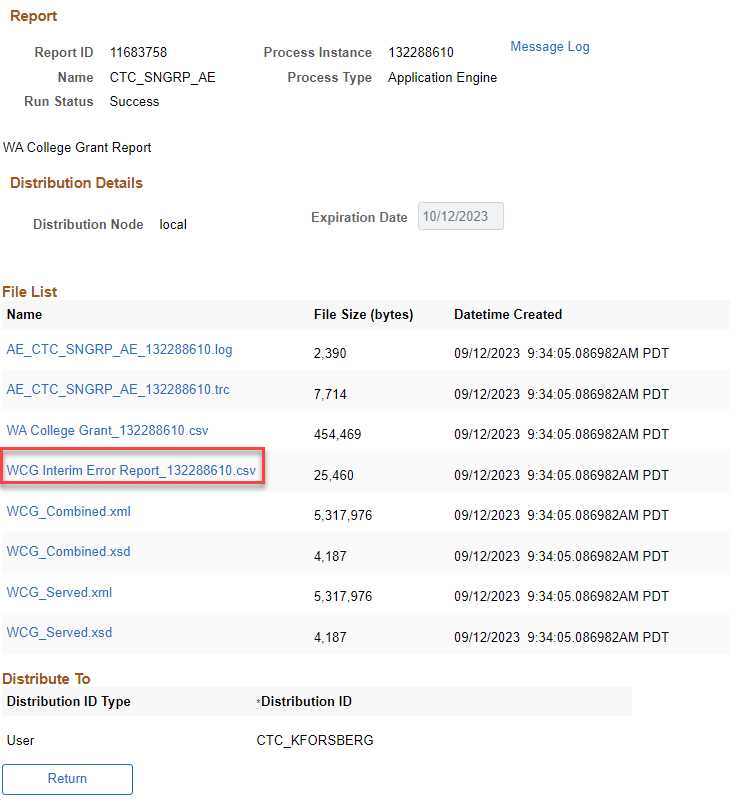 Report
Report ID 11683758 Process Instance 132288610 Message Log
Name CTC_SNGRP_AE Process Type Application Engine
Run Status Success
WA College Grant Report
Distribution Details
Distribution Node local Expiration Date 10/12/2023
File List
Name File Size (bytes) Datetime Created
AE_CTC_SNGRP_AE_132288610.log 2,390 09/12/2023 9:34:05.086982AM PDT
AE_CTC_SNGRP_AE_132288610.trc 7,714 09/12/2023 9:34:05.086982AM PDT
WA College Grant_132288610.csv 454,469 09/12/2023 9:34:05.086982AM PDT
WCG Interim Error Report_132288610.csv 25,460 09/12/2023 9:34:05.086982AM PDT
WCG_Combined.xml 5,317,976 09/12/2023 9:34:05.086982AM PDT
WCG_Combined.xsd 4,187 09/12/2023 9:34:05.086982AM PDT
WCG_Served.xml 5,317,976 09/12/2023 9:34:05.086982AM PDT
WCG_Served.xsd 4,187 09/12/2023 9:34:05.086982AM PDT
Distribute To
Distribution ID Type *Distribution ID
User CTC_KFORSBERG
Return